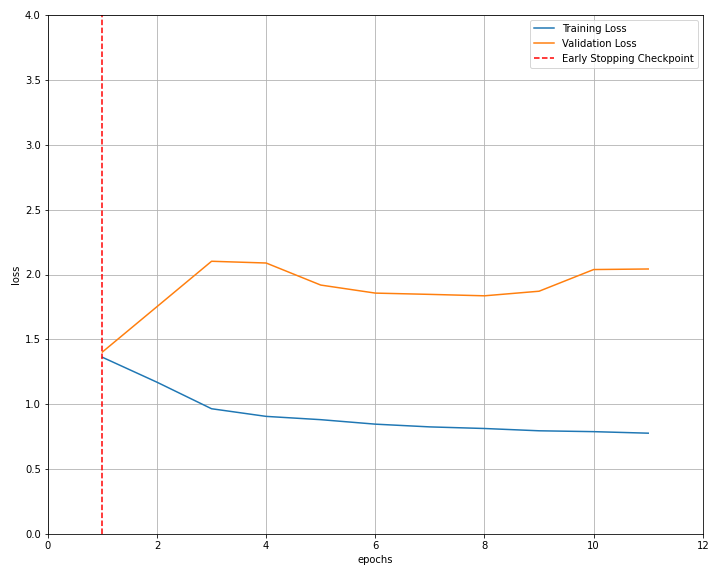 Training Loss
Validation Loss
Early Stopping Checkpoint
4.0
3.5
3.0
2.5
2.0
1.5
1.0
0.5
0.0
loss
0 2 4 6 8 10 12
epochs